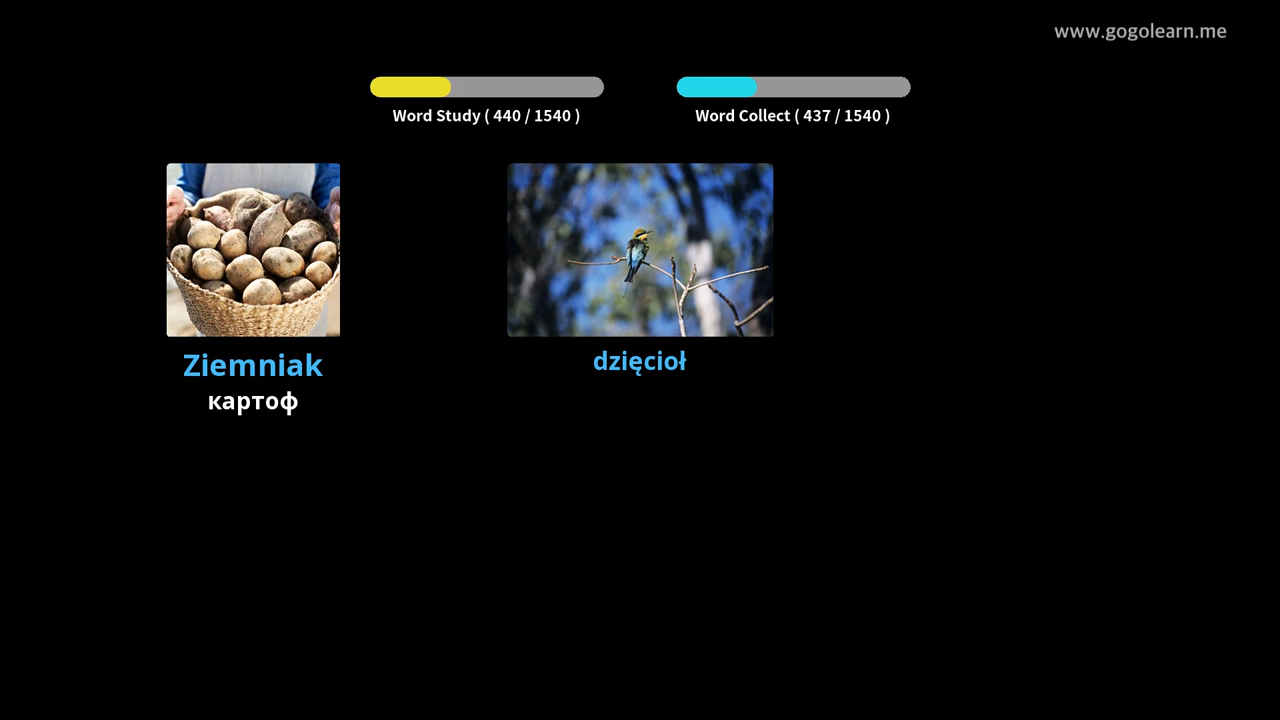 www.gogolearn.me
Word Study ( 440 / 1540 )
Word Collect ( 437 / 1540 )
Ziemniak
картоф
dzięcioł